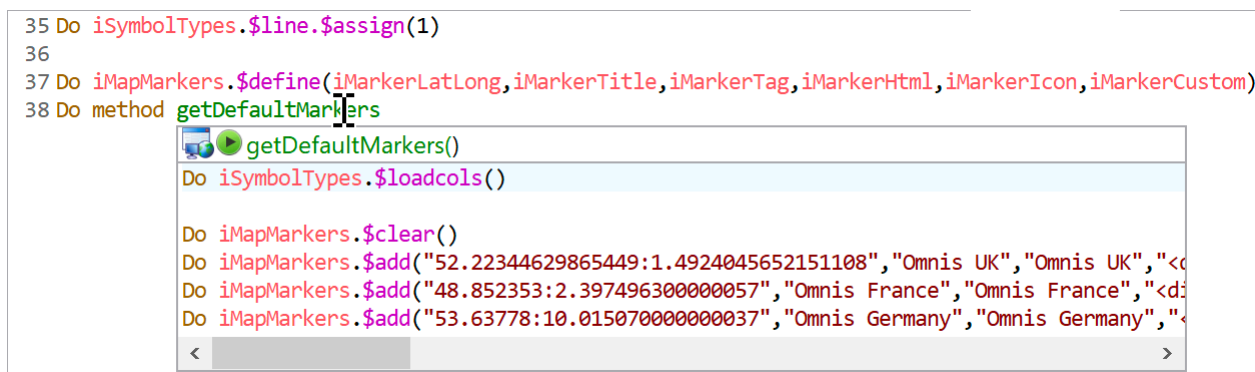 35 Do iSymbolTypes.$line.$assign(1)
36
37 Do iMapMarkers.$define(iMarkerLatLong,iMarkerTitle,iMarkerTag,iMarkerHtml,iMarkerIcon,iMarkerCustom)
38 Do method getDefaultMarkers
getDefaultMarkers()
Do iSymbolTypes.$loadcols()
Do iMapMarkers.$clear()
Do iMapMarkers.$add("52.22344629865449:1.4924045652151108","Omnis UK","Omnis UK","<
Do iMapMarkers.$add("48.852353:2.397496300000057","Omnis France","Omnis France","<di
Do iMapMarkers.$add("53.63778:10.015070000000037","Omnis Germany","Omnis Germany","<